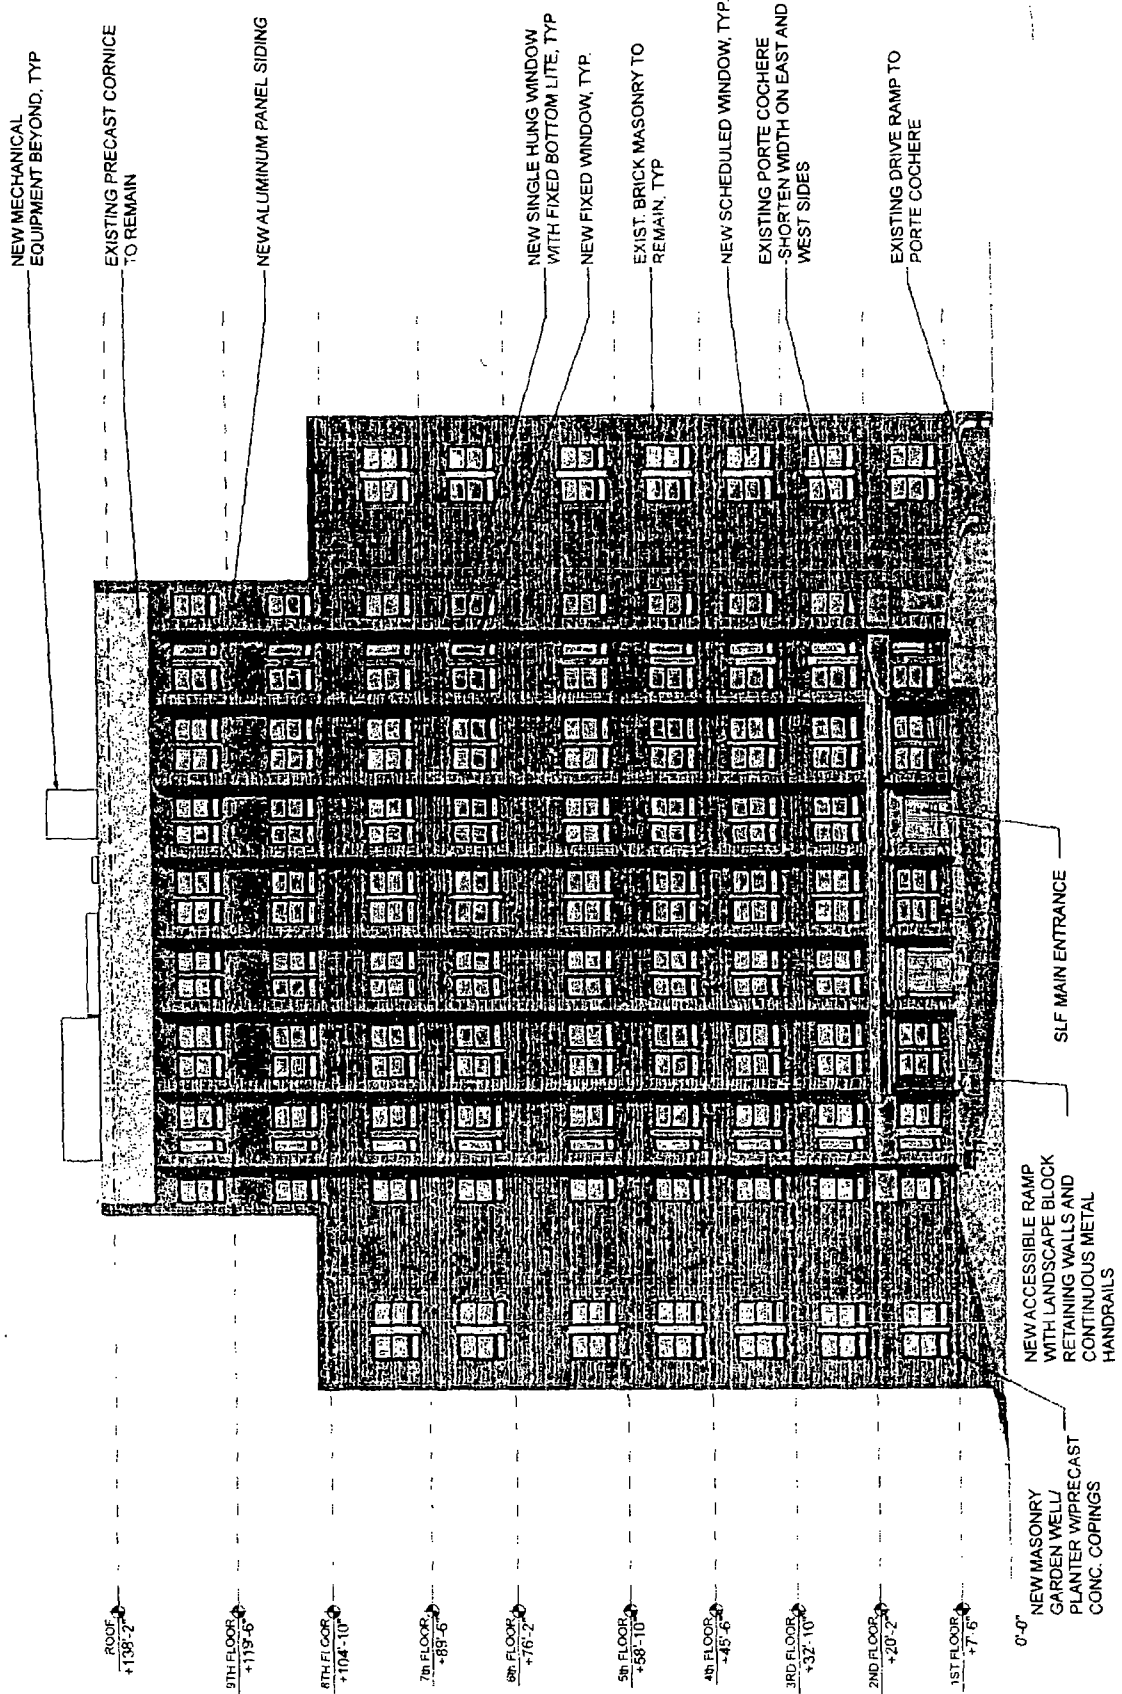 NEW MECHANICAL
EQUIPMENT BEYOND, TYP
EXISTING PRECAST CORNICE
TO REMAIN
NEW ALUMINUM PANEL SIDING
NEW SINGLE HUNG WINDOW
WITH FIXED BOTTOM LITE, TYP
NEW FIXED WINDOW, TYP.
EXIST. BRICK MASONRY TO
REMAIN, TYP
NEW SCHEDULED WINDOW, TYP.
EXISTING PORTE COCHERE
-SHORTEN WIDTH ON EAST AND
WEST SIDES
EXISTING DRIVE RAMP TO
PORTE COCHERE
ROOF
+138'-2"
9TH FLOOR
+119'-6"
8TH FLOOR
+104'-10"
7th FLOOR
+89'-6"
6th FLOOR
+76'-2"
5th FLOOR
+58'-10"
4th FLOOR
+45'-6"
3RD FLOOR
+32'-10"
2ND FLOOR
+20'-2"
1ST FLOOR
+7'-6"
0'-0"
NEW MASONRY
GARDEN WELL/
PLANTER W/PRECAST
CONC. COPINGS
NEW ACCESSIBLE RAMP
WITH LANDSCAPE BLOCK
RETAINING WALLS AND
CONTINUOUS METAL
HANDRAILS
SLF MAIN ENTRANCE